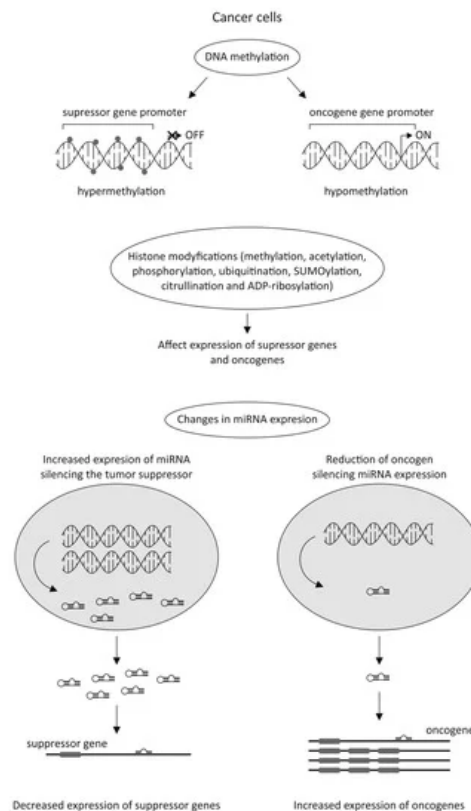 Cancer cells
DNA methylation
supressor gene promoter
OFF
hypermethylation
oncogene gene promoter
ON
hypomethylation
Histone modyfications (methylation, acetylation,
phosphorylation, ubiquitination, SUMOylation,
citrullination and ADP-ribosylation)
Affect expression of supressor genes
and oncogenes
Changes in miRNA expresion
Increased expresion of miRNA
silencing the tumor suppressor
Reduction of oncogen
silencing miRNA expression
suppressor gene
oncogene
Decreased expression of suppressor genes
Increased expression of oncogenes